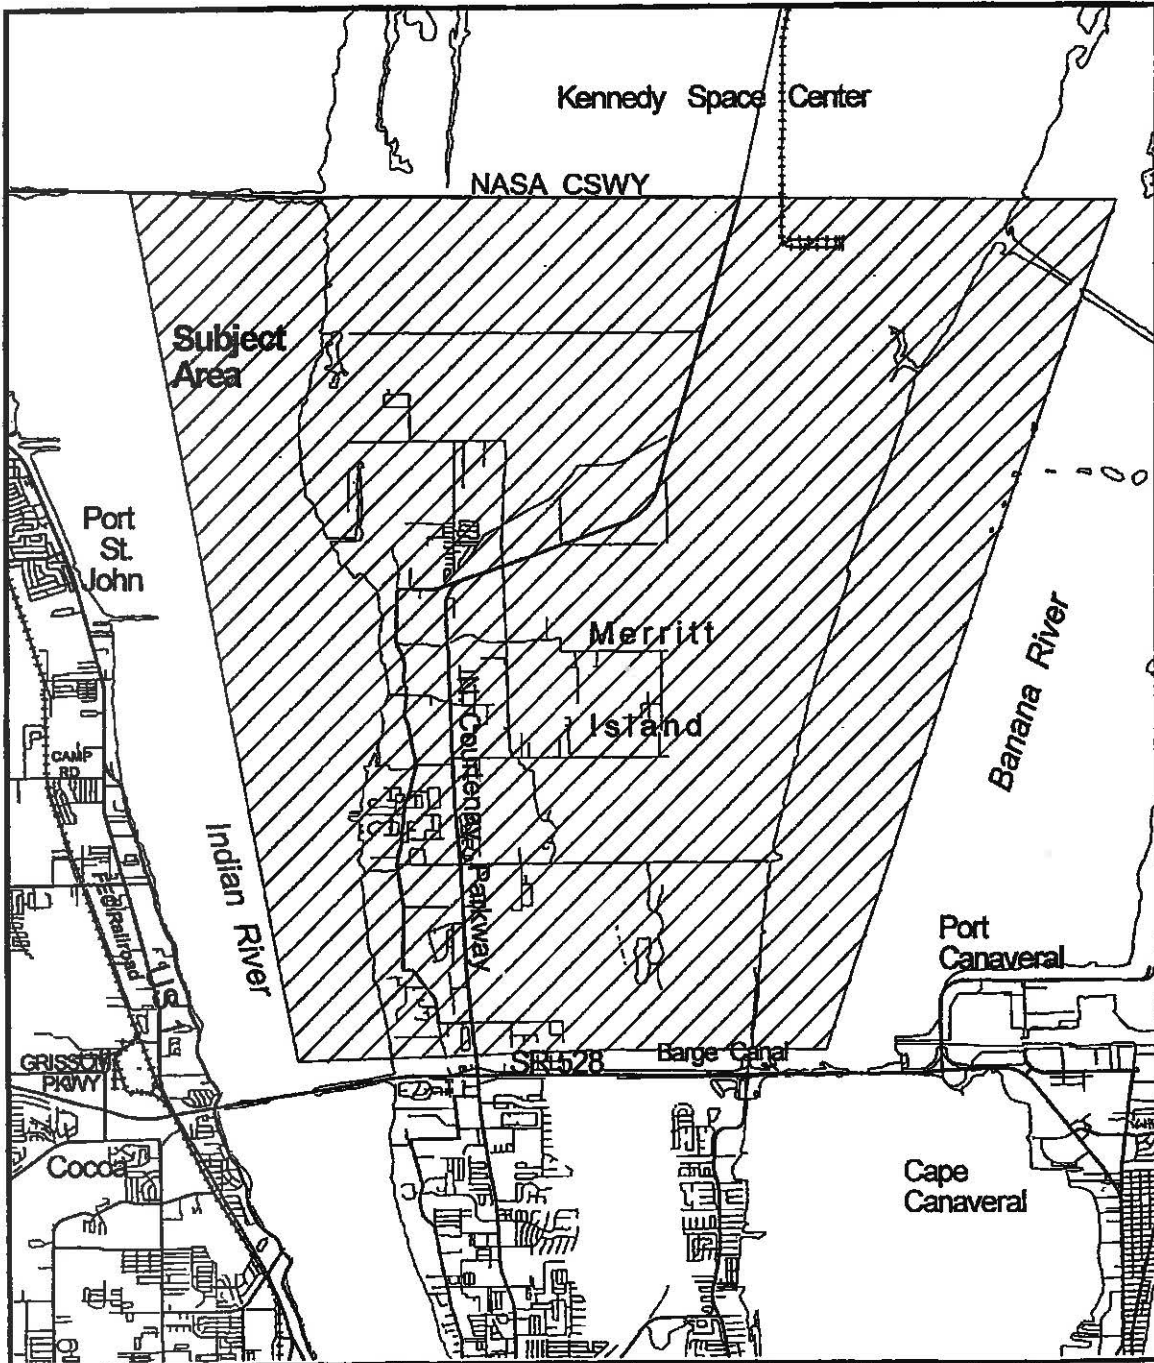 Kennedy Space Center
NASA CSWY
Subject
Area
Port
St.
John
Merritt
Island
Banana River
N. Courtenay Parkway
CAMP
RD
Indian River
FEC Railroad
US
Port
Canaveral
GRISSOM
PKWY
SR 528
Barge Canal
Cocoa
Cape
Canaveral